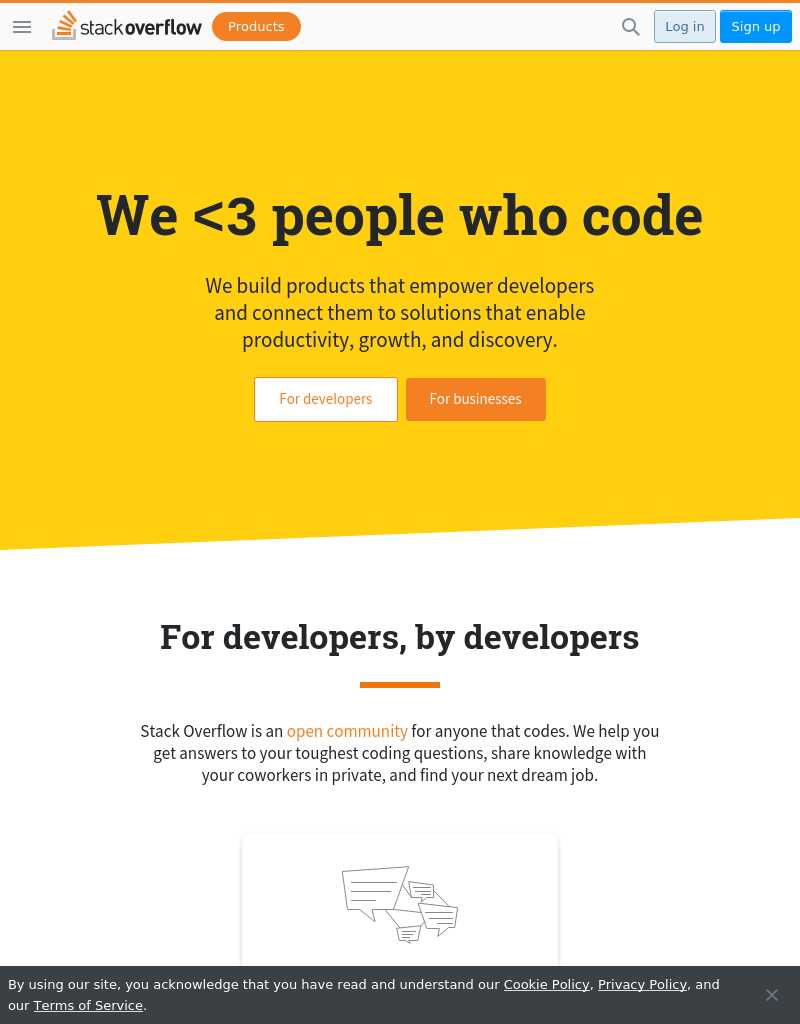 stackoverflow Products Log in Sign up
We <3 people who code
We build products that empower developers
and connect them to solutions that enable
productivity, growth, and discovery.
For developers For businesses
For developers, by developers
Stack Overflow is an open community for anyone that codes. We help you
get answers to your toughest coding questions, share knowledge with
your coworkers in private, and find your next dream job.
By using our site, you acknowledge that you have read and understand our Cookie Policy, Privacy Policy, and
our Terms of Service.